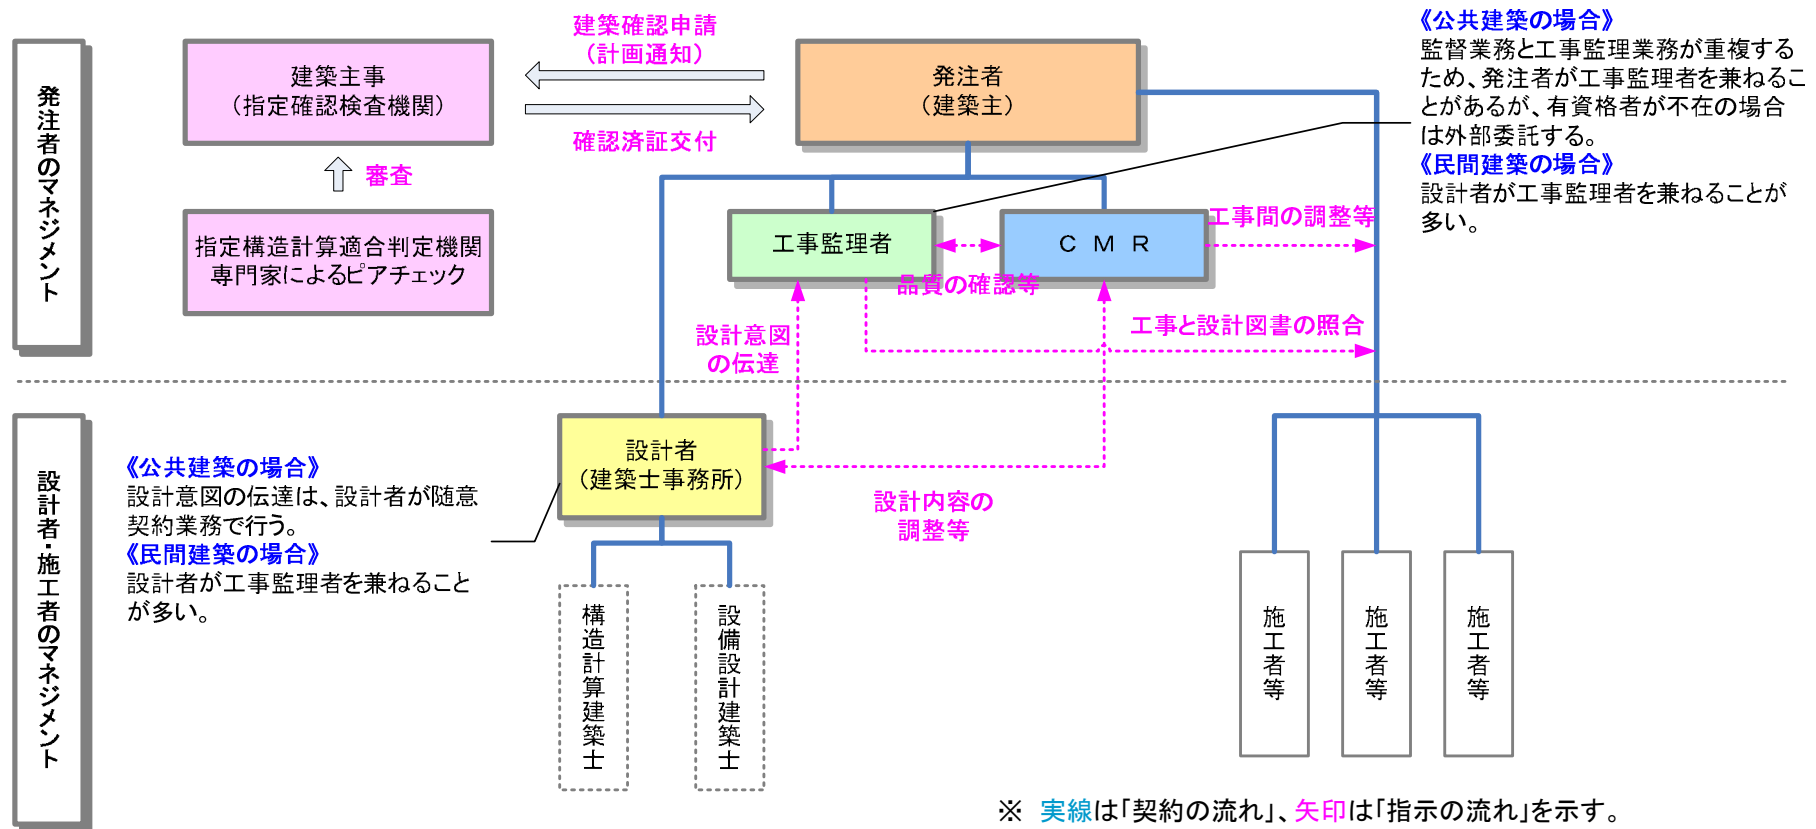 発注者のマネジメント
建築主事
（指定確認検査機関）
建築確認申請
（計画通知）
確認済証交付
審査
指定構造計算適合判定機関
専門家によるピアチェック
発注者
（建築主）
《公共建築の場合》
監督業務と工事監理業務が重複する
ため、発注者が工事監理者を兼ねるこ
とがあるが、有資格者が不在の場合
は外部委託する。
《民間建築の場合》
設計者が工事監理者を兼ねることが
多い。
工事監理者
ＣＭＲ
工事間の調整等
品質の確認等
設計意図
の伝達
工事と設計図書の照合
設計者・施工者のマネジメント
《公共建築の場合》
設計意図の伝達は、設計者が随意
契約業務で行う。
《民間建築の場合》
設計者が工事監理者を兼ねること
が多い。
設計者
（建築士事務所）
設計内容の
調整等
構造計算建築士
設備設計建築士
施工者等
施工者等
施工者等
※ 実線は「契約の流れ」、矢印は「指示の流れ」を示す。